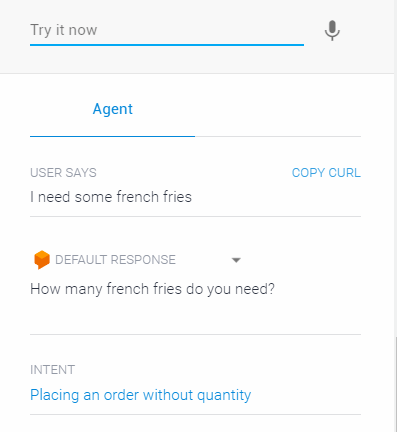 Try it now
Agent
USER SAYS COPY CURL
I need some french fries
DEFAULT RESPONSE
How many french fries do you need?
INTENT
Placing an order without quantity